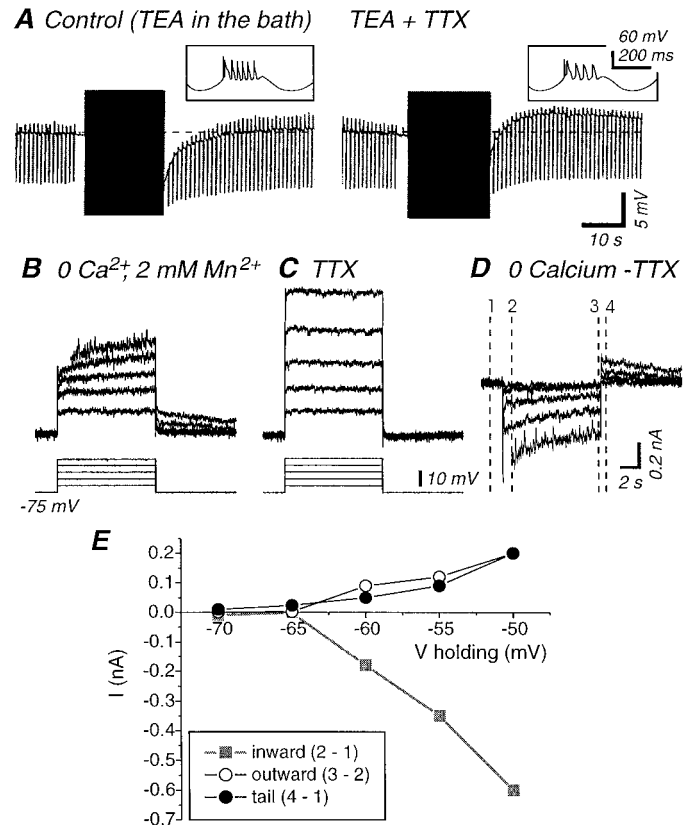 A Control (TEA in the bath) TEA + TTX
60 mV
200 ms
5 mV
10 s
B 0 Ca²⁺, 2 mM Mn²⁺ C TTX D 0 Calcium -TTX
1 2 3 4
0.2 nA
2 s
10 mV
-75 mV
E
0.2
0.1
0.0
-0.1
-0.2
-0.3
-0.4
-0.5
-0.6
-0.7
I (nA)
-70 -65 -60 -55 -50
V holding (mV)
inward (2 - 1)
outward (3 - 2)
tail (4 - 1)